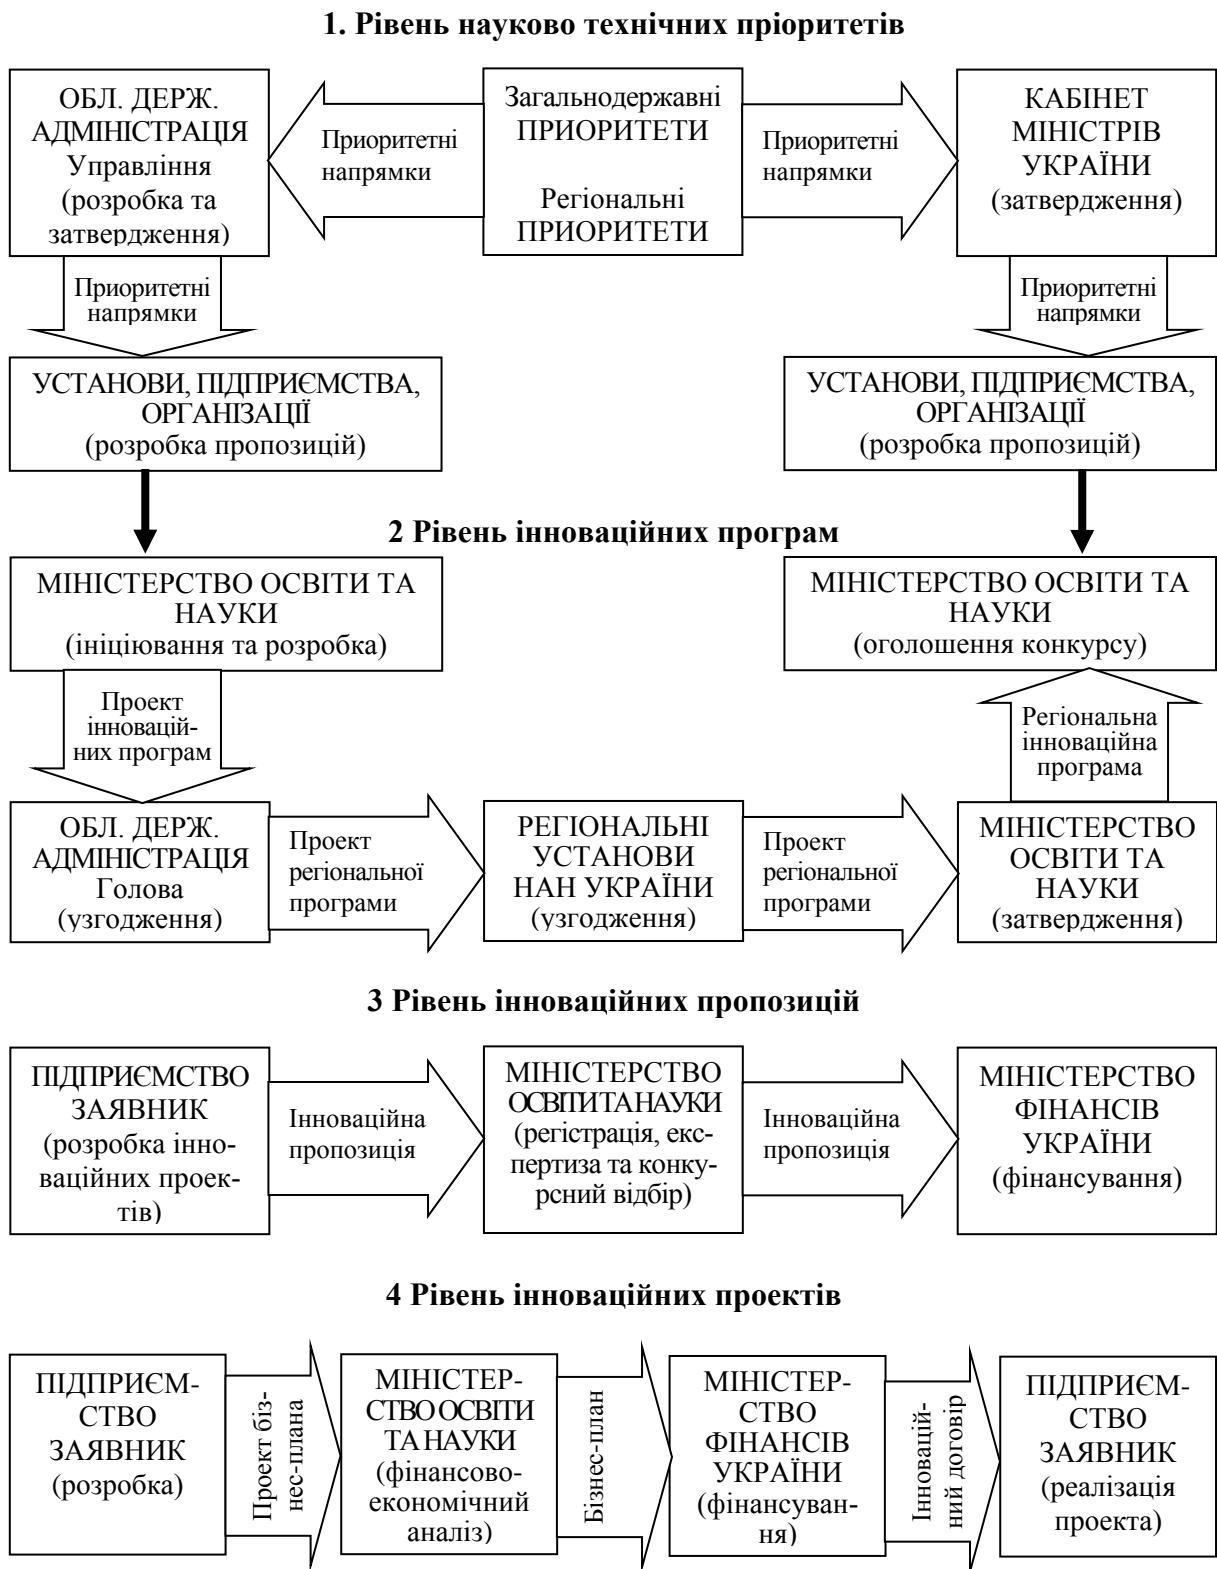 1. Рівень науково технічних пріоритетів
ОБЛ. ДЕРЖ.
АДМІНІСТРАЦІЯ
Управління
(розробка та
затвердження)
Приоритетні
напрямки
Загальнодержавні
ПРИОРИТЕТИ
Регіональні
ПРИОРИТЕТИ
Приоритетні
напрямки
КАБІНЕТ
МІНІСТРІВ
УКРАЇНИ
(затвердження)
Приоритетні
напрямки
Приоритетні
напрямки
УСТАНОВИ, ПІДПРИЄМСТВА,
ОРГАНІЗАЦІЇ
(розробка пропозицій)
УСТАНОВИ, ПІДПРИЄМСТВА,
ОРГАНІЗАЦІЇ
(розробка пропозицій)
2 Рівень інноваційних програм
МІНІСТЕРСТВО ОСВІТИ ТА
НАУКИ
(ініціювання та розробка)
МІНІСТЕРСТВО ОСВІТИ ТА
НАУКИ
(оголошення конкурсу)
Проект
інновацій-
них програм
Регіональна
інноваційна
програма
ОБЛ. ДЕРЖ.
АДМІНІСТРАЦІЯ
Голова
(узгодження)
Проект
регіональної
програми
РЕГІОНАЛЬНІ
УСТАНОВИ
НАН УКРАЇНИ
(узгодження)
Проект
регіональної
програми
МІНІСТЕРСТВО
ОСВІТИ ТА
НАУКИ
(затвердження)
3 Рівень інноваційних пропозицій
ПІДПРИЄМСТВО
ЗАЯВНИК
(розробка інно-
ваційних проек-
тів)
Інноваційна
пропозиція
МІНІСТЕРСТВО
ОСВІТИ ТА НАУКИ
(регістрація, екс-
пертиза та конку-
рсний відбір)
Інноваційна
пропозиція
МІНІСТЕРСТВО
ФІНАНСІВ
УКРАЇНИ
(фінансування)
4 Рівень інноваційних проектів
ПІДПРИЄМ-
СТВО
ЗАЯВНИК
(розробка)
Проект біз-
нес-плана
МІНІСТЕР-
СТВО ОСВІТИ
ТА НАУКИ
(фінансово-
економічний
аналіз)
Бізнес-план
МІНІСТЕР-
СТВО
ФІНАНСІВ
УКРАЇНИ
(фінансуван-
ня)
Інновацій-
ний договір
ПІДПРИЄМ-
СТВО
ЗАЯВНИК
(реалізація
проекта)